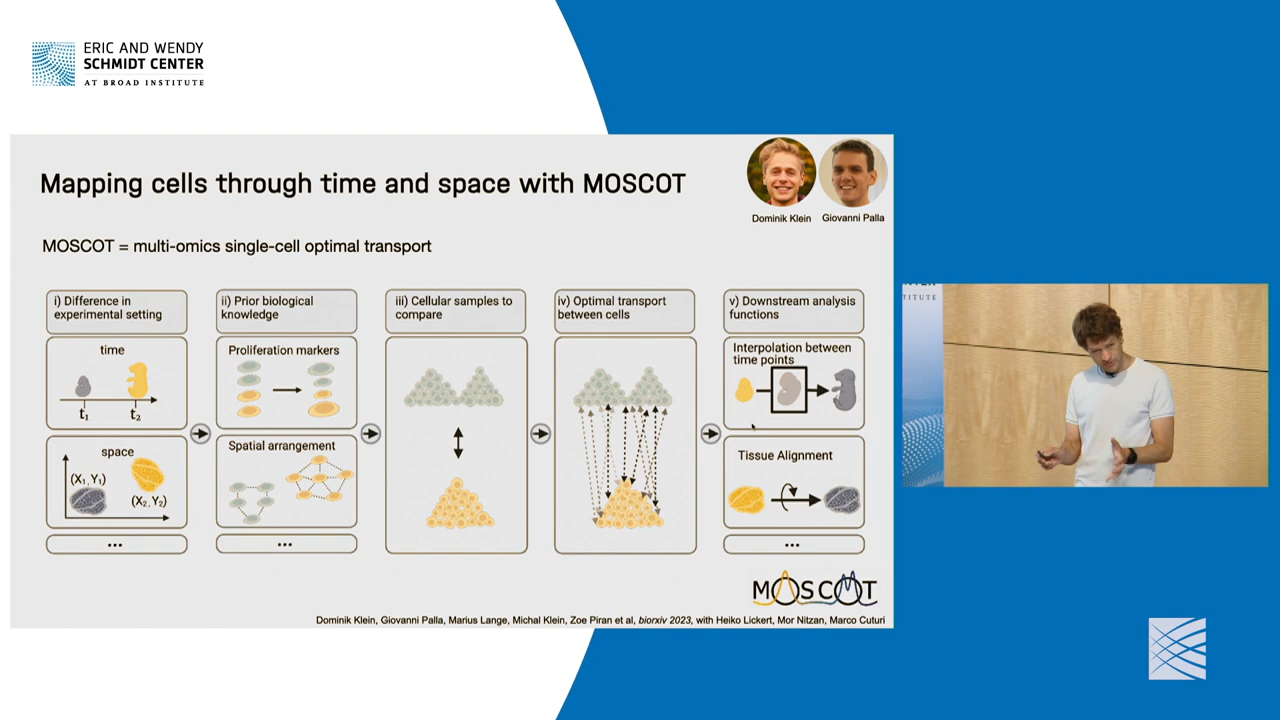 ERIC AND WENDY
SCHMIDT CENTER
AT BROAD INSTITUTE
Mapping cells through time and space with MOSCOT
Dominik Klein
Giovanni Palla
MOSCOT = multi-omics single-cell optimal transport
i) Difference in
experimental setting
time
t1
t2
space
(X1,Y1)
(X2,Y2)
...
ii) Prior biological
knowledge
Proliferation markers
Spatial arrangement
...
iii) Cellular samples to
compare
iv) Optimal transport
between cells
v) Downstream analysis
functions
Interpolation between
time points
Tissue Alignment
...
MOSCOT
Dominik Klein, Giovanni Palla, Marius Lange, Michal Klein, Zoe Piran et al, biorxiv 2023, with Heiko Lickert, Mor Nitzan, Marco Cuturi
TITUTE